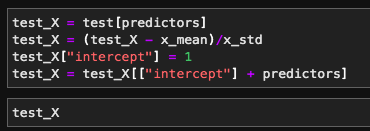 test_X = test[predictors]
test_X = (test_X - x_mean)/x_std
test_X["intercept"] = 1
test_X = test_X[["intercept"] + predictors]
test_X